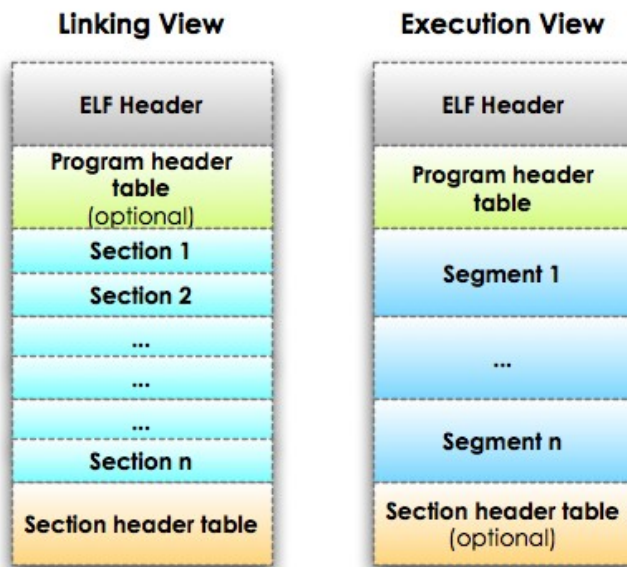 Linking View
ELF Header
Program header
table
(optional)
Section 1
Section 2
...
...
...
Section n
Section header table
Execution View
ELF Header
Program header
table
Segment 1
...
Segment n
Section header table
(optional)